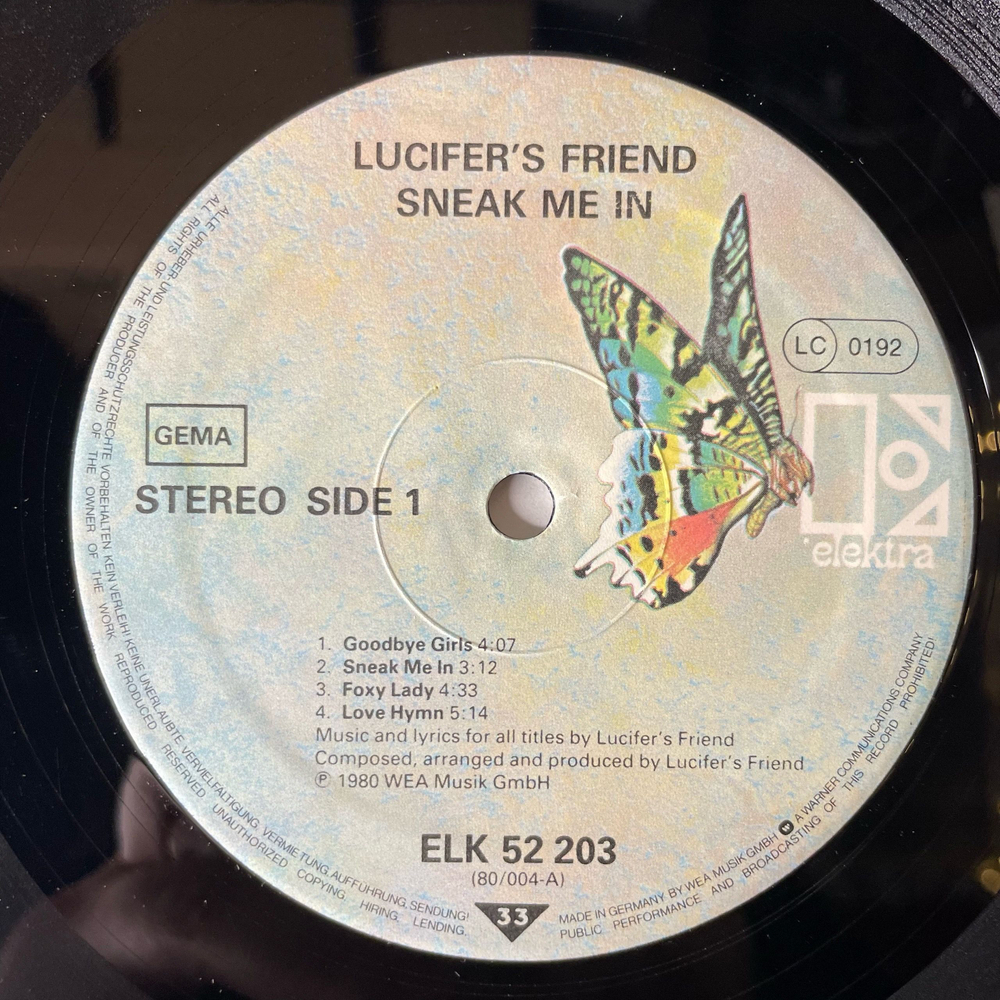 LUCIFER'S FRIEND
SNEAK ME IN
LC 0192
GEMA
STEREO SIDE 1
elektra
1. Goodbye Girls 4:07
2. Sneak Me In 3:12
3. Foxy Lady 4:33
4. Love Hymn 5:14
Music and lyrics for all titles by Lucifer's Friend
Composed, arranged and produced by Lucifer's Friend
℗ 1980 WEA Musik GmbH
ELK 52 203
(80/004-A)
33
ALLE URHEBER- UND LEISTUNGSSCHUTZRECHTE VORBEHALTEN. KEIN VERLEIH! KEINE UNERLAUBTE VERVIELFÄLTIGUNG, VERMIETUNG, AUFFÜHRUNG, SENDUNG!
ALL RIGHTS OF THE PRODUCER AND OF THE OWNER OF THE WORK REPRODUCED RESERVED UNAUTHORIZED COPYING, HIRING, LENDING,
MADE IN GERMANY BY WEA MUSIK GMBH A WARNER COMMUNICATIONS COMPANY
PUBLIC PERFORMANCE AND BROADCASTING OF THIS RECORD PROHIBITED!